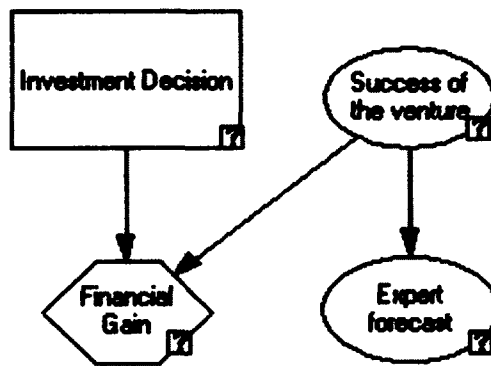 Investment Decision
?
Success of
the venture
?
Financial
Gain
?
Expert
forecast
?